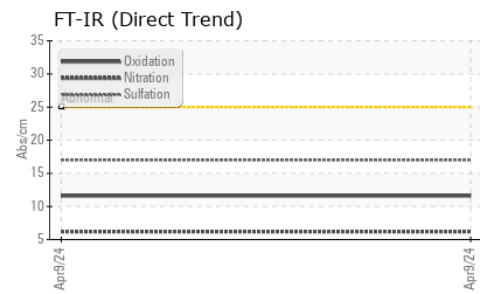 FT-IR (Direct Trend)
35
30
25
20
15
10
5
Abs/cm
Oxidation
Nitration
Sulfation
Abnormal
Apr9/24
Apr9/24